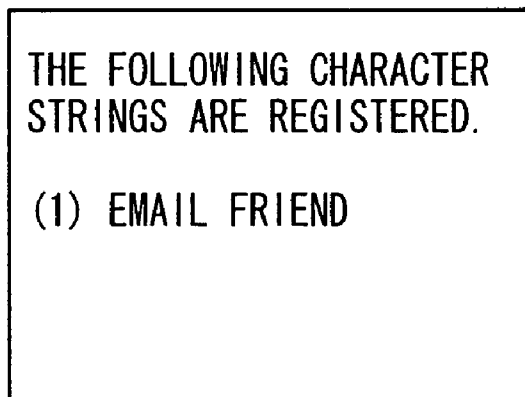 THE FOLLOWING CHARACTER
STRINGS ARE REGISTERED.
(1) EMAIL FRIEND